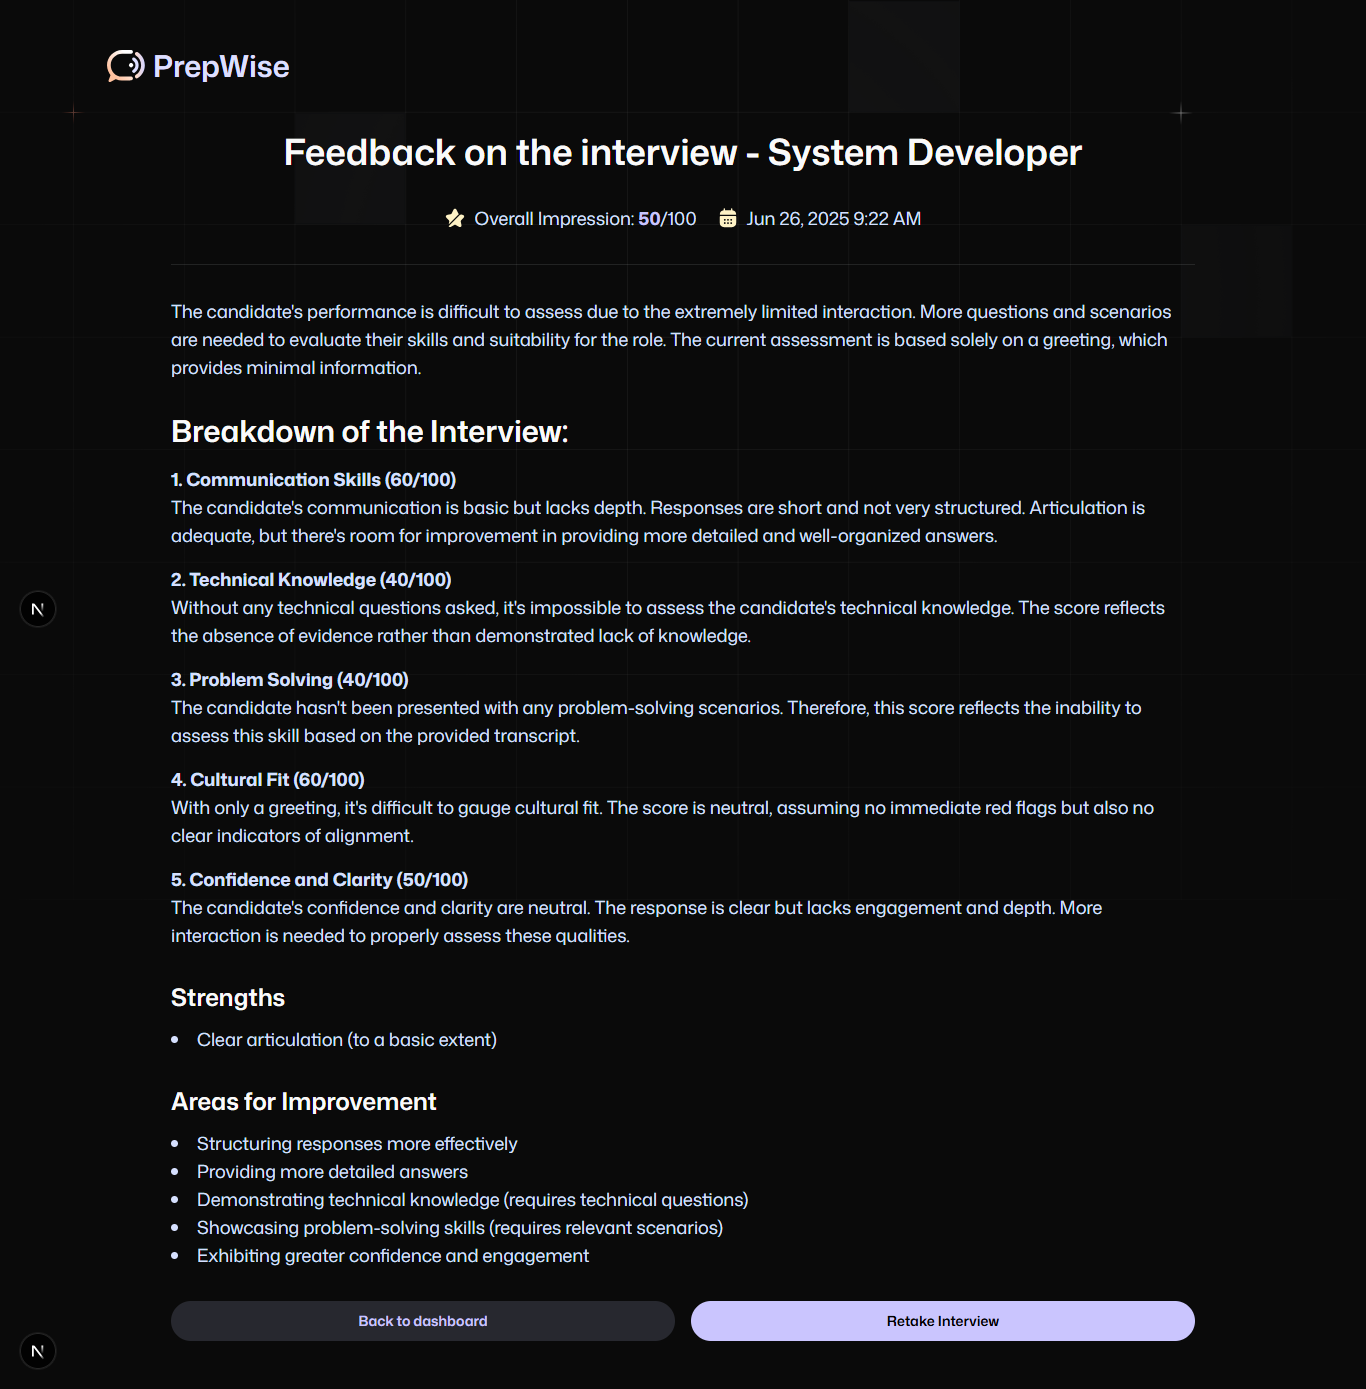 PrepWise
Feedback on the interview - System Developer
Overall Impression: 50/100 Jun 26, 2025 9:22 AM
The candidate's performance is difficult to assess due to the extremely limited interaction. More questions and scenarios
are needed to evaluate their skills and suitability for the role. The current assessment is based solely on a greeting, which
provides minimal information.
Breakdown of the Interview:
1. Communication Skills (60/100)
The candidate's communication is basic but lacks depth. Responses are short and not very structured. Articulation is
adequate, but there's room for improvement in providing more detailed and well-organized answers.
2. Technical Knowledge (40/100)
Without any technical questions asked, it's impossible to assess the candidate's technical knowledge. The score reflects
the absence of evidence rather than demonstrated lack of knowledge.
3. Problem Solving (40/100)
The candidate hasn't been presented with any problem-solving scenarios. Therefore, this score reflects the inability to
assess this skill based on the provided transcript.
4. Cultural Fit (60/100)
With only a greeting, it's difficult to gauge cultural fit. The score is neutral, assuming no immediate red flags but also no
clear indicators of alignment.
5. Confidence and Clarity (50/100)
The candidate's confidence and clarity are neutral. The response is clear but lacks engagement and depth. More
interaction is needed to properly assess these qualities.
Strengths
• Clear articulation (to a basic extent)
Areas for Improvement
• Structuring responses more effectively
• Providing more detailed answers
• Demonstrating technical knowledge (requires technical questions)
• Showcasing problem-solving skills (requires relevant scenarios)
• Exhibiting greater confidence and engagement
Back to dashboard Retake Interview
N
N